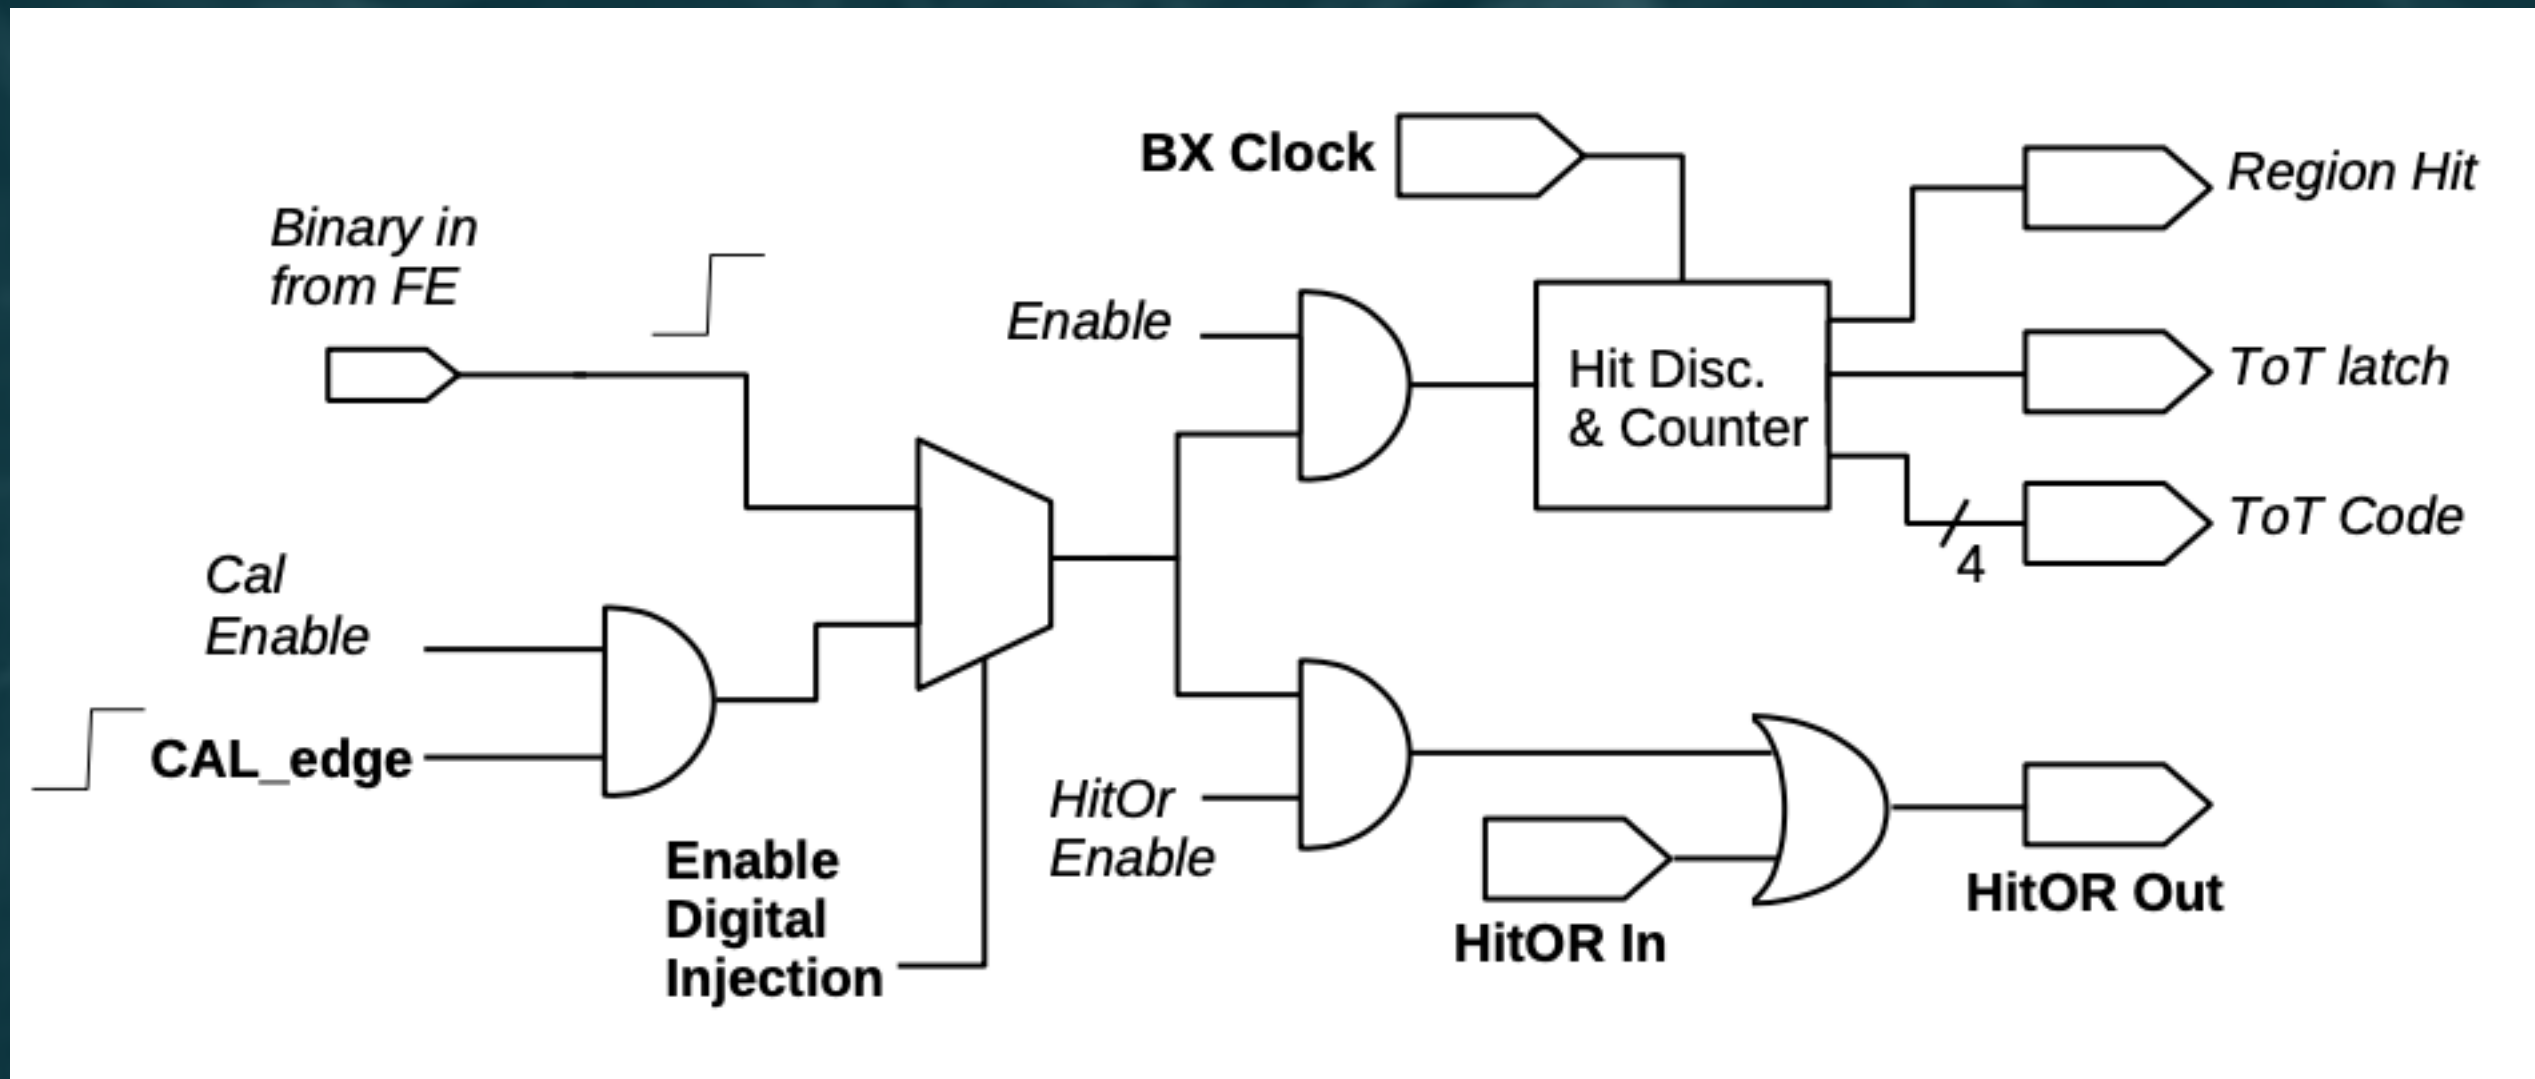 BX Clock
Region Hit
Binary in
from FE
Enable
Hit Disc.
& Counter
ToT latch
ToT Code
4
Cal
Enable
CAL_edge
HitOr
Enable
Enable
Digital
Injection
HitOR In
HitOR Out